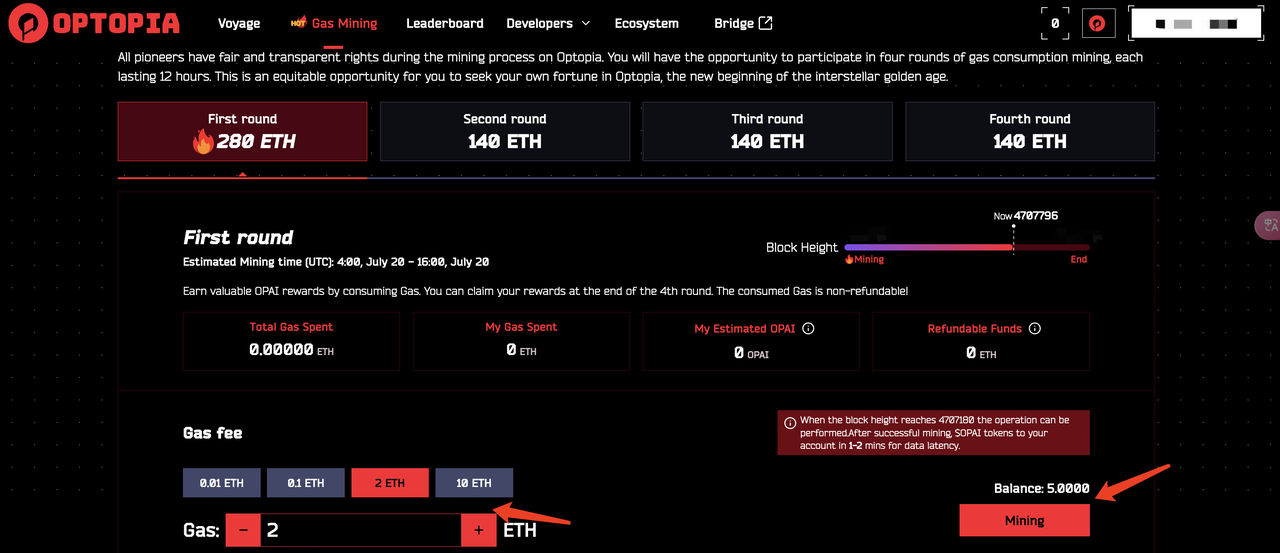 OPTOPIA
Voyage
HOT Gas Mining
Leaderboard
Developers
Ecosystem
Bridge
0
All pioneers have fair and transparent rights during the mining process on Optopia. You will have the opportunity to participate in four rounds of gas consumption mining, each
lasting 12 hours. This is an equitable opportunity for you to seek your own fortune in Optopia, the new beginning of the interstellar golden age.
First round
280 ETH
Second round
140 ETH
Third round
140 ETH
Fourth round
140 ETH
First round
Estimated Mining time (UTC): 4:00, July 20 - 16:00, July 20
Now 4707796
Block Height
Mining
End
Earn valuable OPAI rewards by consuming Gas. You can claim your rewards at the end of the 4th round. The consumed Gas is non-refundable!
Total Gas Spent
0.00000 ETH
My Gas Spent
0 ETH
My Estimated OPAI
0 OPAI
Refundable Funds
0 ETH
Gas fee
When the block height reaches 4707180 the operation can be
performed.After successful mining, $OPAI tokens to your
account in 1-2 mins for data latency.
0.01 ETH
0.1 ETH
2 ETH
10 ETH
Balance: 5.0000
Gas: - 2 + ETH
Mining